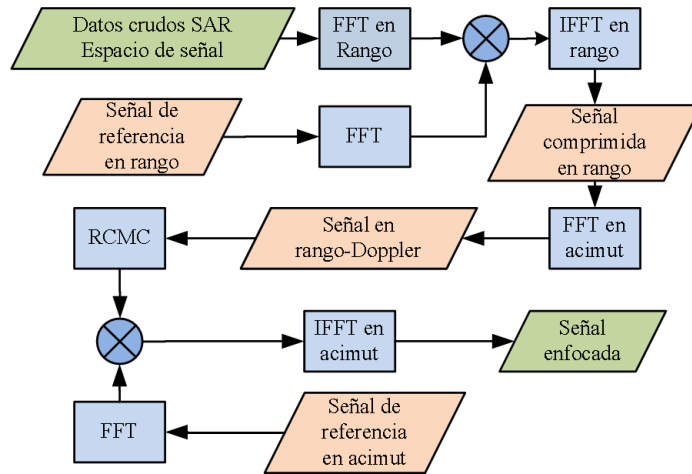 Datos crudos SAR
Espacio de señal
FFT en
Rango
IFFT en
rango
Señal de
referencia
en rango
FFT
Señal
comprimida
en rango
RCMC
Señal en
rango-Doppler
FFT en
acimut
IFFT en
acimut
Señal
enfocada
FFT
Señal de
referencia
en acimut